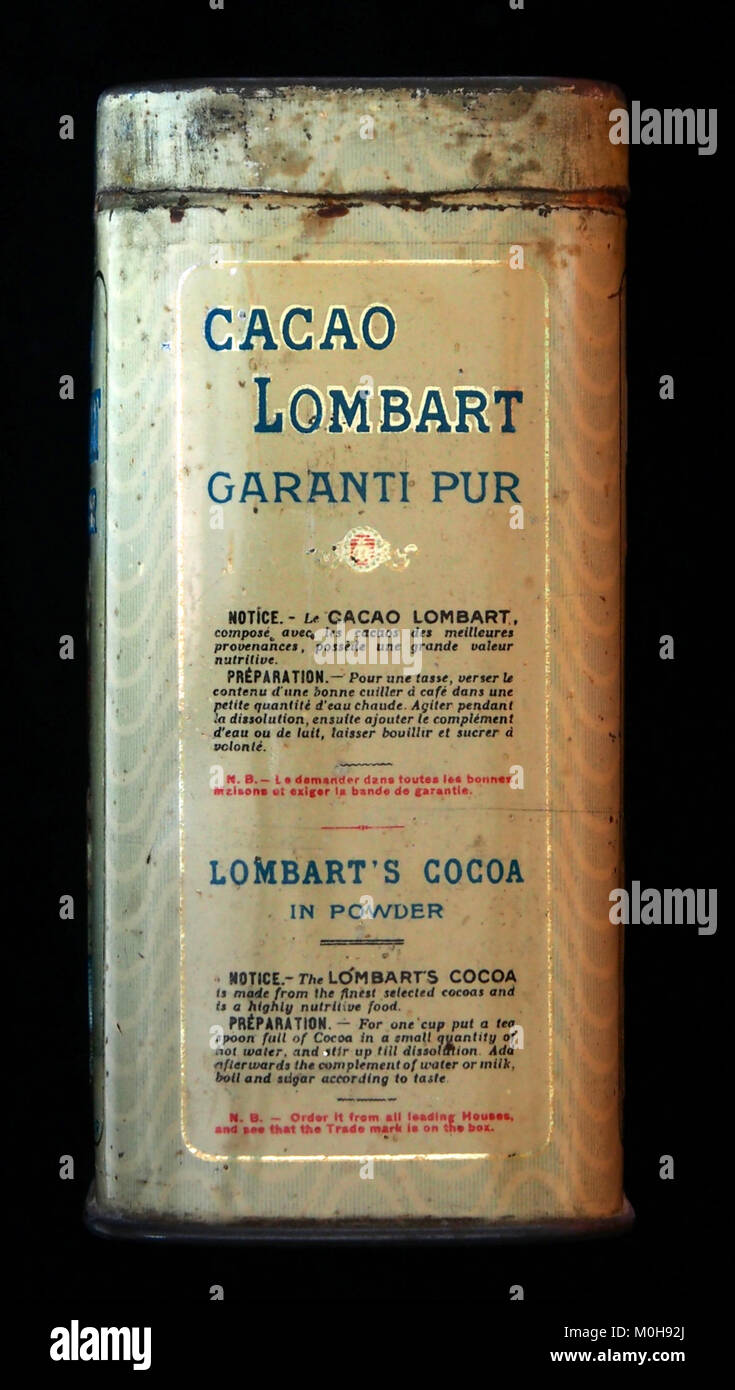 CACAO
LOMBART
GARANTI PUR
NOTICE.- Le CACAO LOMBART,
composé avec les cacaos des meilleures
provenances, possède une grande valeur
nutritive.
PRÉPARATION.— Pour une tasse, verser le
contenu d'une bonne cuiller à café dans une
petite quantité d'eau chaude. Agiter pendant
la dissolution, ensuite ajouter le complément
d'eau ou de lait, laisser bouillir et sucrer à
volonté.
N. B.— Le demander dans toutes les bonnes
maisons et exiger la bande de garantie.
LOMBART'S COCOA
IN POWDER
NOTICE.- The LOMBART'S COCOA
is made from the finest selected cocoas and
is a highly nutritive food.
PRÉPARATION. — For one cup put a tea
spoon full of Cocoa in a small quantity of
hot water, and stir up till dissolution. Add
afterwards the complement of water or milk,
boil and sugar according to taste.
N. B. — Order it from all leading Houses,
and see that the Trade mark is on the box.
alamy
alamy
alamy
a alamy
Image ID: J0H92J
www.alamy.com